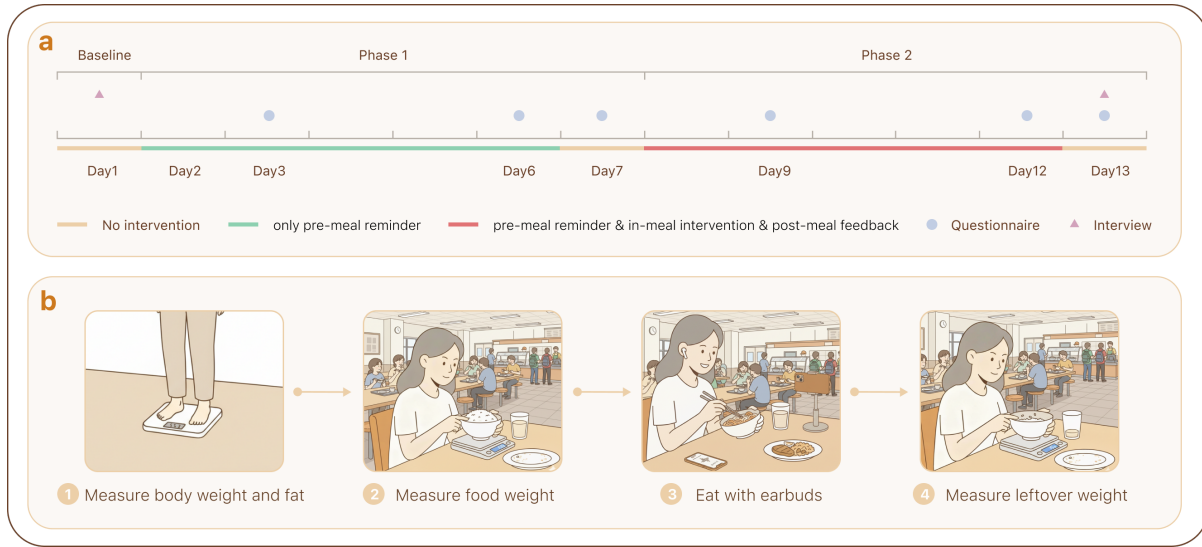 a
Baseline
Phase 1
Phase 2
Day1
Day2
Day3
Day6
Day7
Day9
Day12
Day13
No intervention
only pre-meal reminder
pre-meal reminder & in-meal intervention & post-meal feedback
Questionnaire
Interview
b
1 Measure body weight and fat
2 Measure food weight
3 Eat with earbuds
4 Measure leftover weight